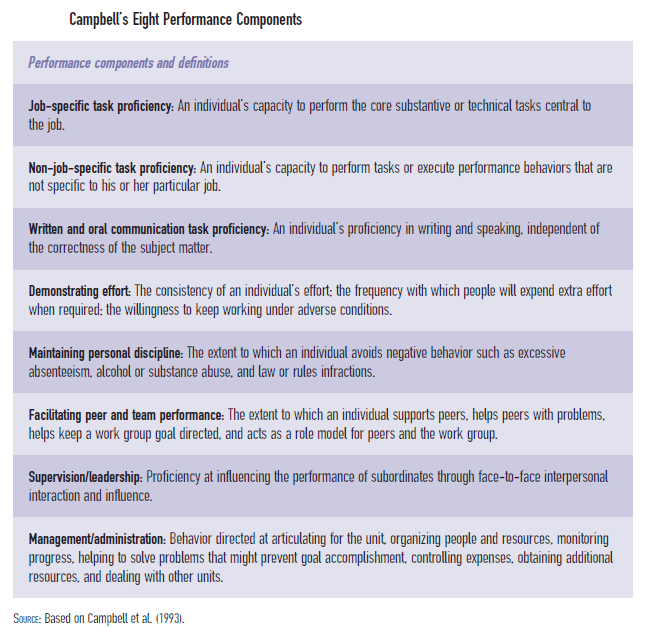 Campbell's Eight Performance Components
Performance components and definitions
Job-specific task proficiency: An individual's capacity to perform the core substantive or technical tasks central to
the job.
Non-job-specific task proficiency: An individual's capacity to perform tasks or execute performance behaviors that are
not specific to his or her particular job.
Written and oral communication task proficiency: An individual's proficiency in writing and speaking, independent of
the correctness of the subject matter.
Demonstrating effort: The consistency of an individual's effort; the frequency with which people will expend extra effort
when required; the willingness to keep working under adverse conditions.
Maintaining personal discipline: The extent to which an individual avoids negative behavior such as excessive
absenteeism, alcohol or substance abuse, and law or rules infractions.
Facilitating peer and team performance: The extent to which an individual supports peers, helps peers with problems,
helps keep a work group goal directed, and acts as a role model for peers and the work group.
Supervision/leadership: Proficiency at influencing the performance of subordinates through face-to-face interpersonal
interaction and influence.
Management/administration: Behavior directed at articulating for the unit, organizing people and resources, monitoring
progress, helping to solve problems that might prevent goal accomplishment, controlling expenses, obtaining additional
resources, and dealing with other units.
Source: Based on Campbell et al. (1993).